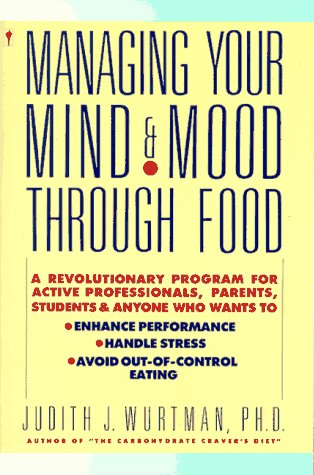 MANAGING YOUR
MIND & MOOD
THROUGH FOOD
A REVOLUTIONARY PROGRAM FOR
ACTIVE PROFESSIONALS, PARENTS,
STUDENTS & ANYONE WHO WANTS TO
•ENHANCE PERFORMANCE
•HANDLE STRESS
•AVOID OUT-OF-CONTROL
EATING
JUDITH J. WURTMAN, PH.D.
AUTHOR OF "THE CARBOHYDRATE CRAVER'S DIET"